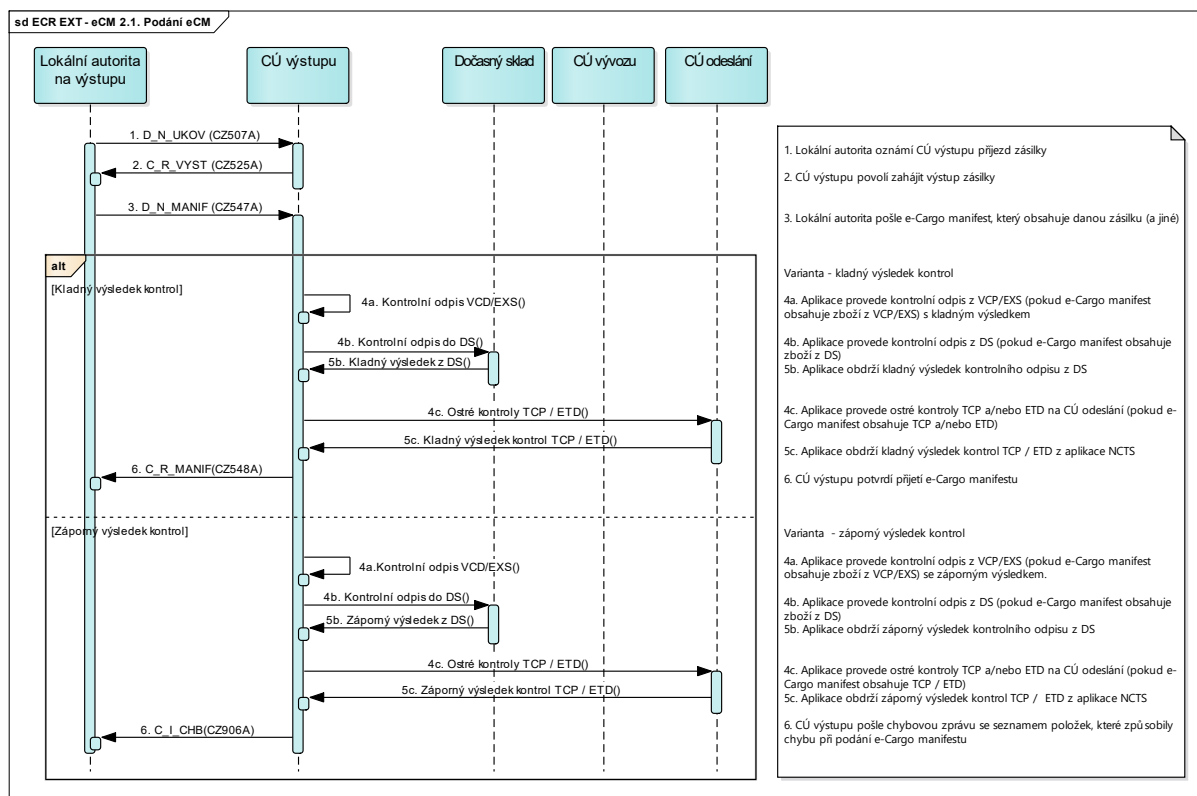 sd ECR EXT - eCM 2.1. Podání eCM
Lokální autorita
na výstupu
CÚ výstupu
Dočasný sklad
CÚ vývozu
CÚ odeslání
1. D_N_UKOV (CZ507A)
2. C_R_VYST (CZ525A)
3. D_N_MANIF (CZ547A)
alt
[Kladný výsledek kontrol]
4a. Kontrolní odpis VCD/EXS()
4b. Kontrolní odpis do DS()
5b. Kladný výsledek z DS()
4c. Ostré kontroly TCP / ETD()
5c. Kladný výsledek kontrol TCP / ETD()
6. C_R_MANIF(CZ548A)
[Záporný výsledek kontrol]
4a.Kontrolní odpis VCD/EXS()
4b. Kontrolní odpis do DS()
5b. Záporný výsledek z DS()
4c. Ostré kontroly TCP / ETD()
5c. Záporný výsledek kontrol TCP / ETD()
6. C_I_CHB(CZ906A)
1. Lokální autorita oznámí CÚ výstupu příjezd zásilky
2. CÚ výstupu povolí zahájit výstup zásilky
3. Lokální autorita pošle e-Cargo manifest, který obsahuje danou zásilku (a jiné)
Varianta - kladný výsledek kontrol
4a. Aplikace provede kontrolní odpis z VCP/EXS (pokud e-Cargo manifest
obsahuje zboží z VCP/EXS) s kladným výsledkem
4b. Aplikace provede kontrolní odpis z DS (pokud e-Cargo manifest obsahuje
zboží z DS)
5b. Aplikace obdrží kladný výsledek kontrolního odpisu z DS
4c. Aplikace provede ostré kontroly TCP a/nebo ETD na CÚ odeslání (pokud e-
Cargo manifest obsahuje TCP a/nebo ETD)
5c. Aplikace obdrží kladný výsledek kontrol TCP / ETD z aplikace NCTS
6. CÚ výstupu potvrdí přijetí e-Cargo manifestu
Varianta - záporný výsledek kontrol
4a. Aplikace provede kontrolní odpis z VCP/EXS (pokud e-Cargo manifest
obsahuje zboží z VCP/EXS) se záporným výsledkem.
4b. Aplikace provede kontrolní odpis z DS (pokud e-Cargo manifest obsahuje
zboží z DS)
5b. Aplikace obdrží záporný výsledek kontrolního odpisu z DS
4c. Aplikace provede ostré kontroly TCP a/nebo ETD na CÚ odeslání (pokud e-
Cargo manifest obsahuje TCP / ETD)
5c. Aplikace obdrží záporný výsledek kontrol TCP / ETD z aplikace NCTS
6. CÚ výstupu pošle chybovou zprávu se seznamem položek, které způsobily
chybu při podání e-Cargo manifestu